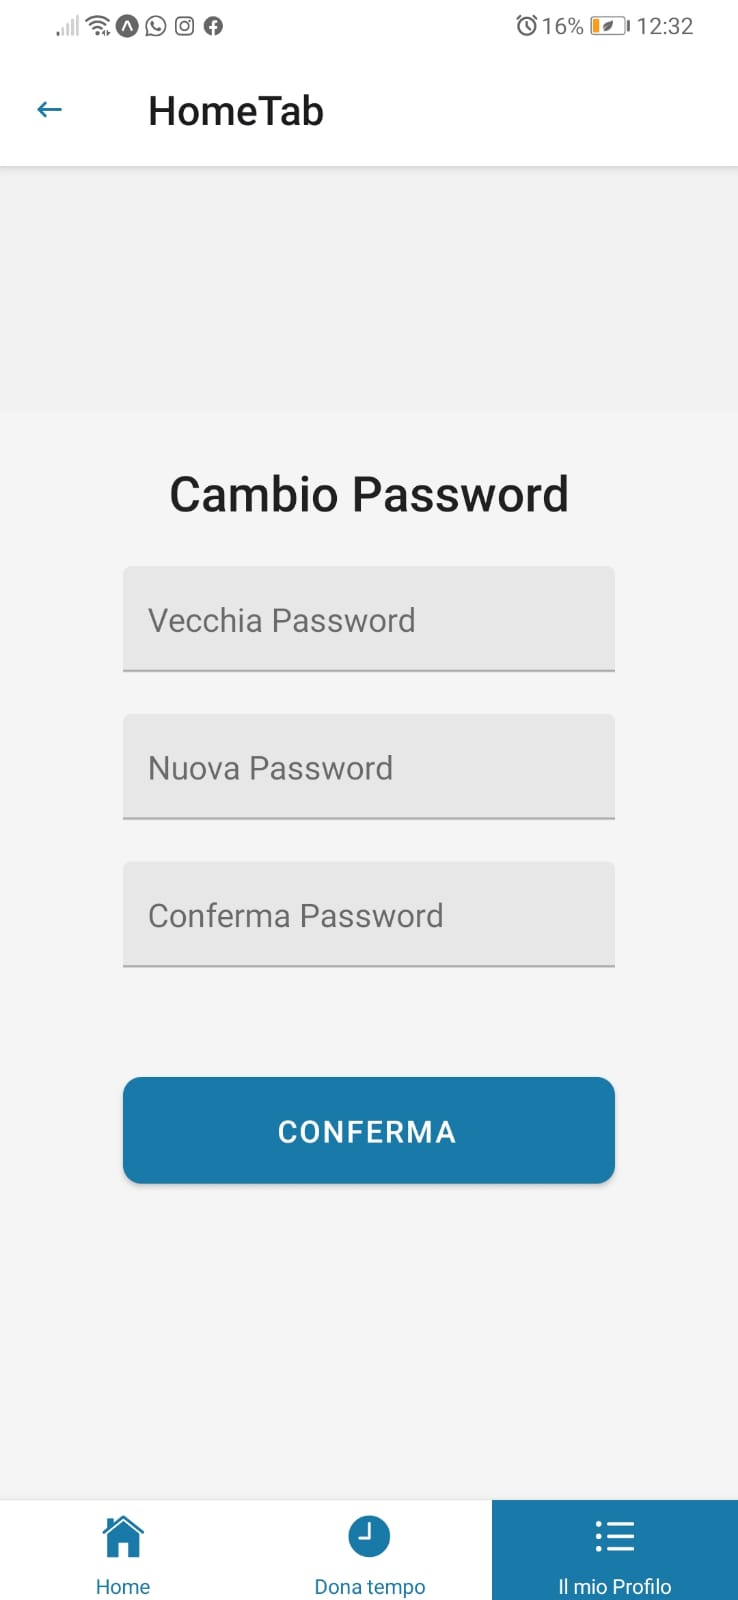 16% 12:32
HomeTab
Cambio Password
Vecchia Password
Nuova Password
Conferma Password
CONFERMA
Home Dona tempo Il mio Profilo